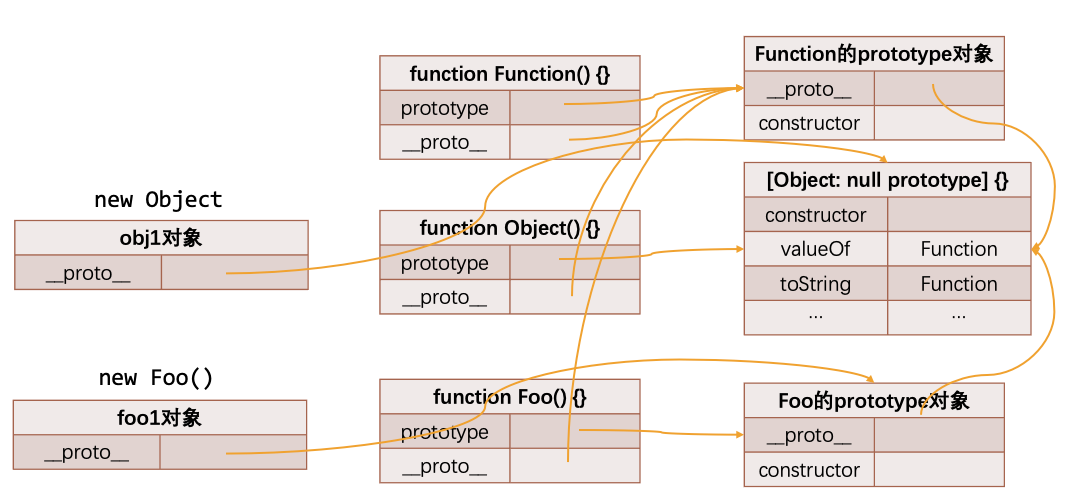 new Object
obj1对象
__proto__
new Foo()
foo1对象
__proto__
function Function() {}
prototype
__proto__
function Object() {}
prototype
__proto__
function Foo() {}
prototype
__proto__
Function的prototype对象
__proto__
constructor
[Object: null prototype] {}
constructor
valueOf Function
toString Function
... ...
Foo的prototype对象
__proto__
constructor